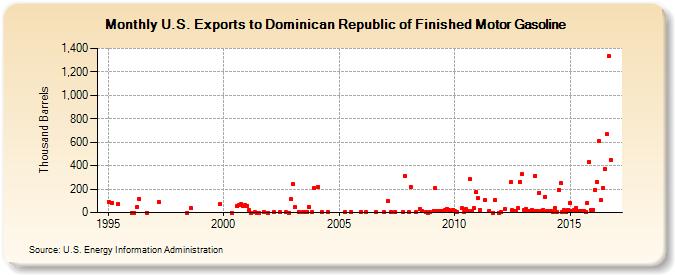 Monthly U.S. Exports to Dominican Republic of Finished Motor Gasoline
Thousand Barrels
1,400
1,200
1,000
800
600
400
200
0
1995 2000 2005 2010 2015
Source: U.S. Energy Information Administration